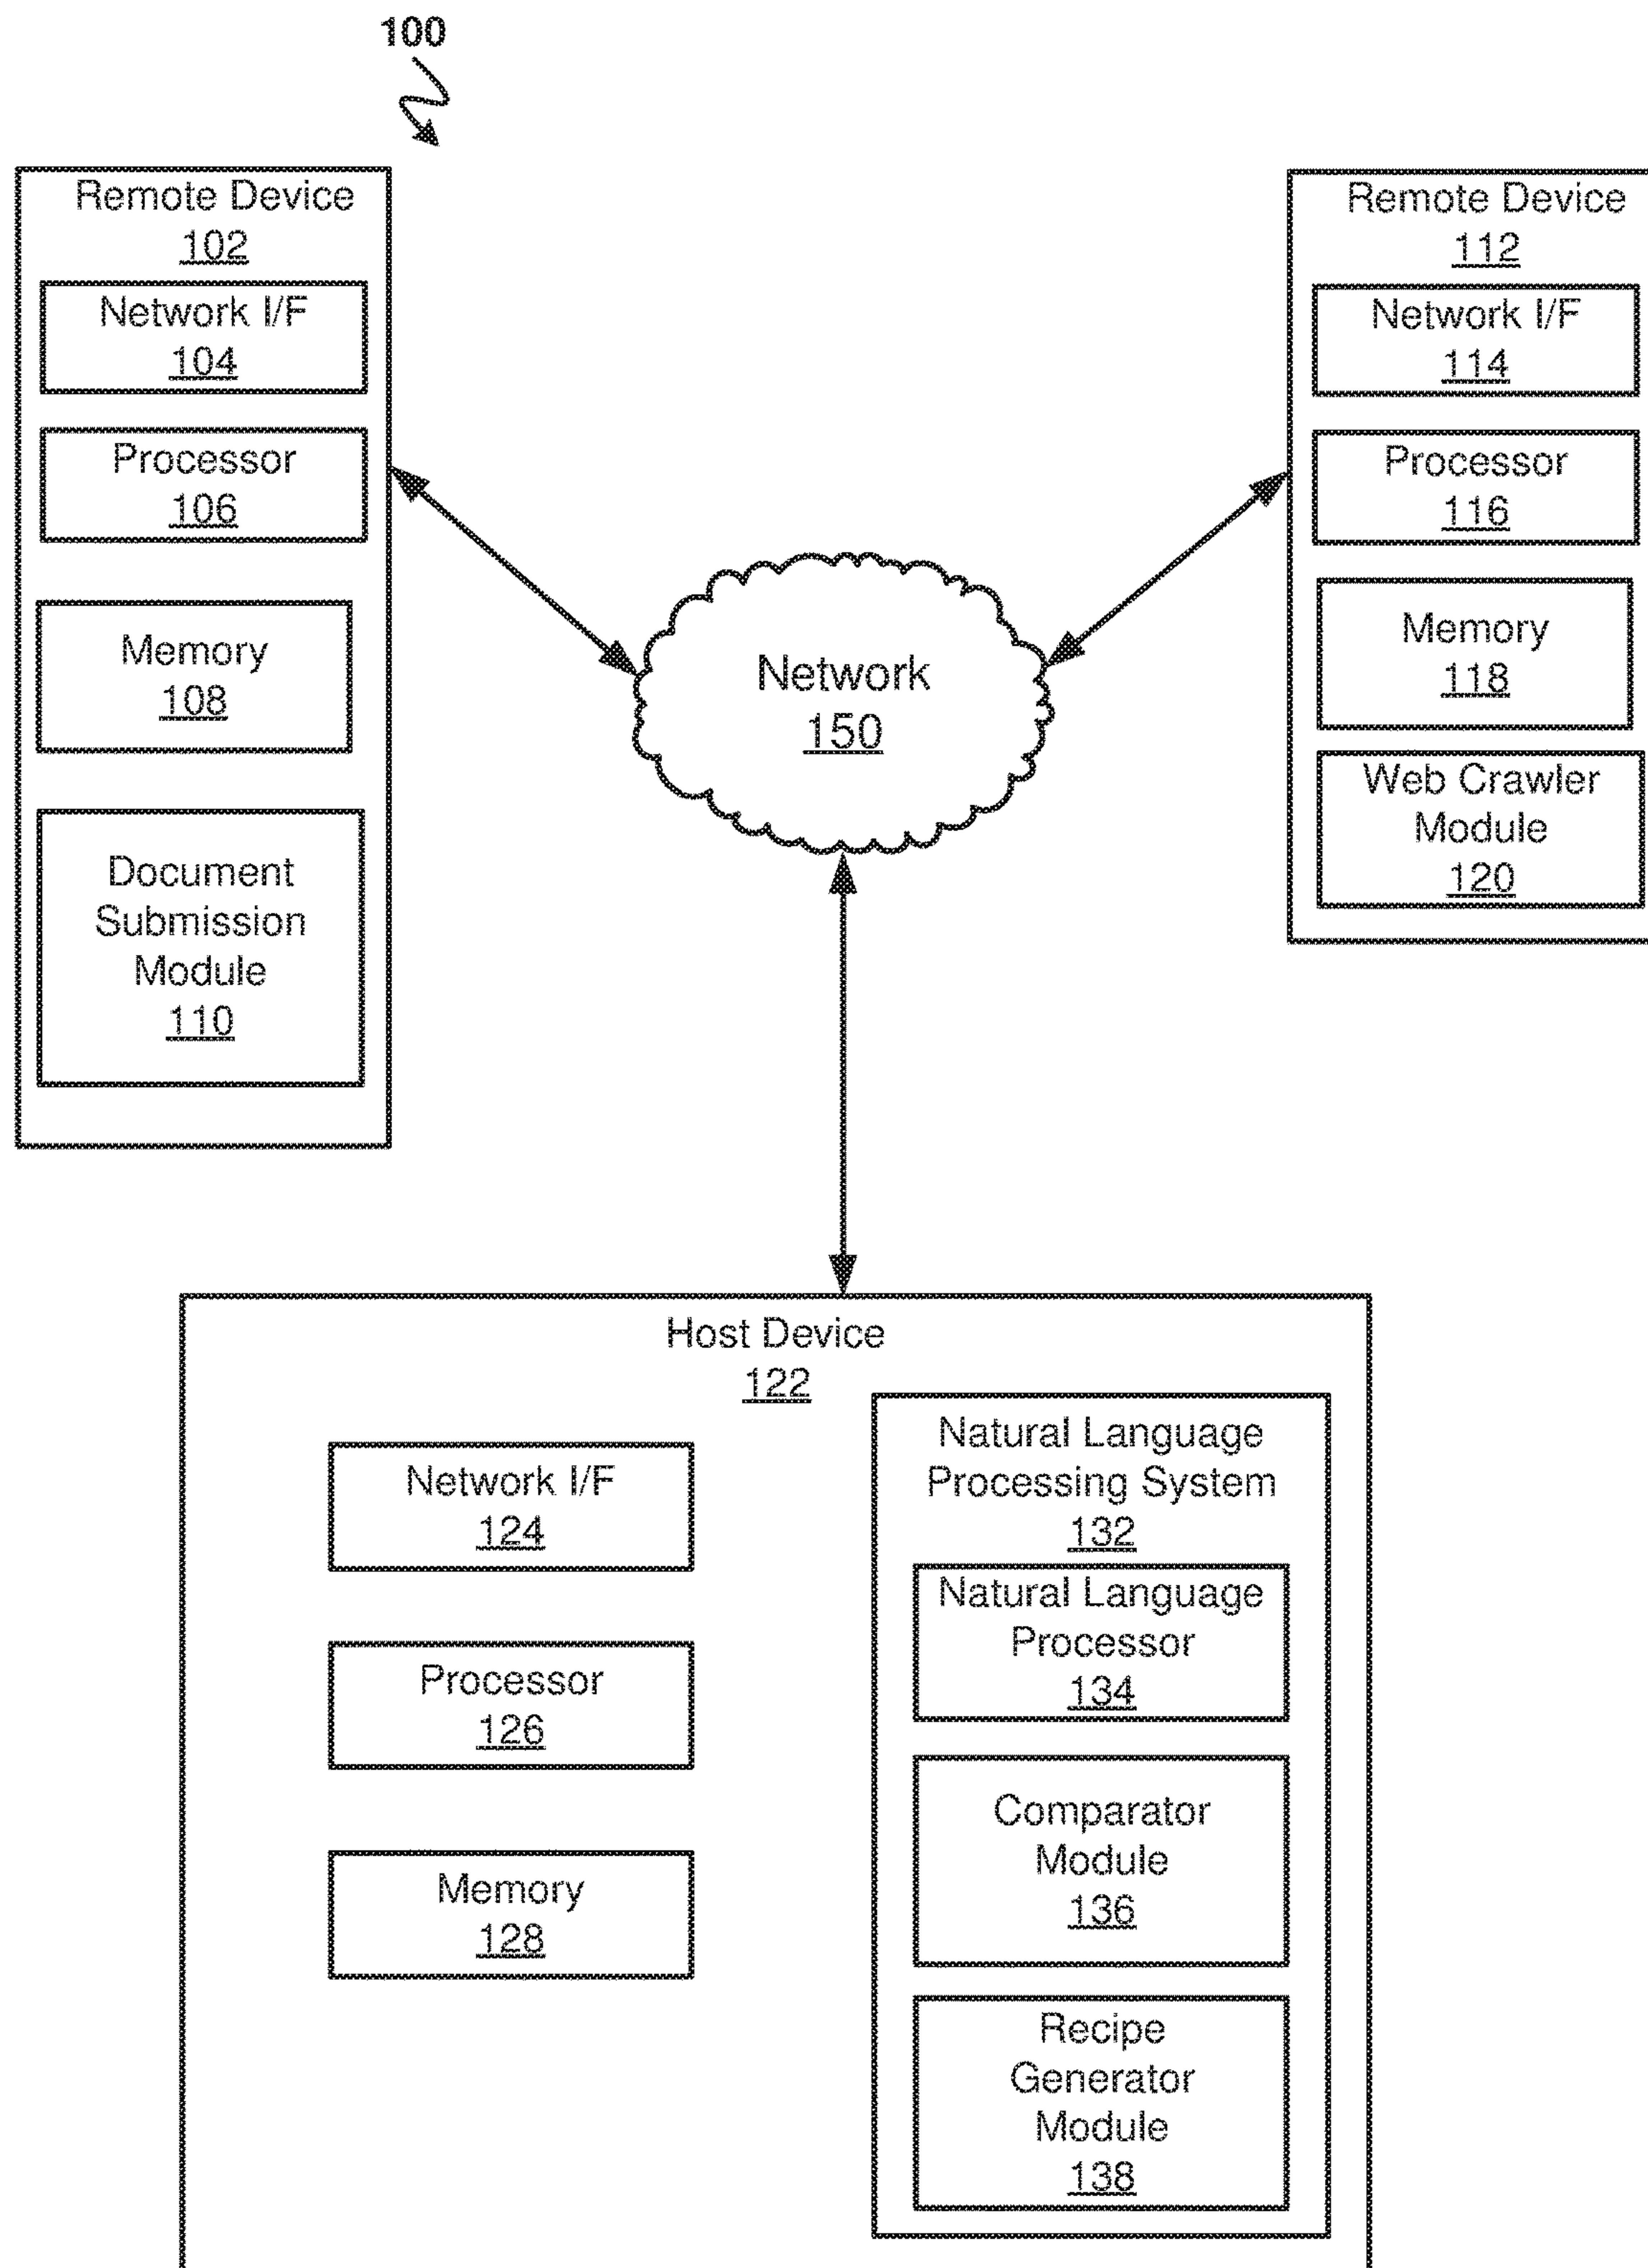 100
Remote Device
102
Network I/F
104
Processor
106
Memory
108
Document
Submission
Module
110
Remote Device
112
Network I/F
114
Processor
116
Memory
118
Web Crawler
Module
120
Network
150
Host Device
122
Network I/F
124
Processor
126
Memory
128
Natural Language
Processing System
132
Natural Language
Processor
134
Comparator
Module
136
Recipe
Generator
Module
138